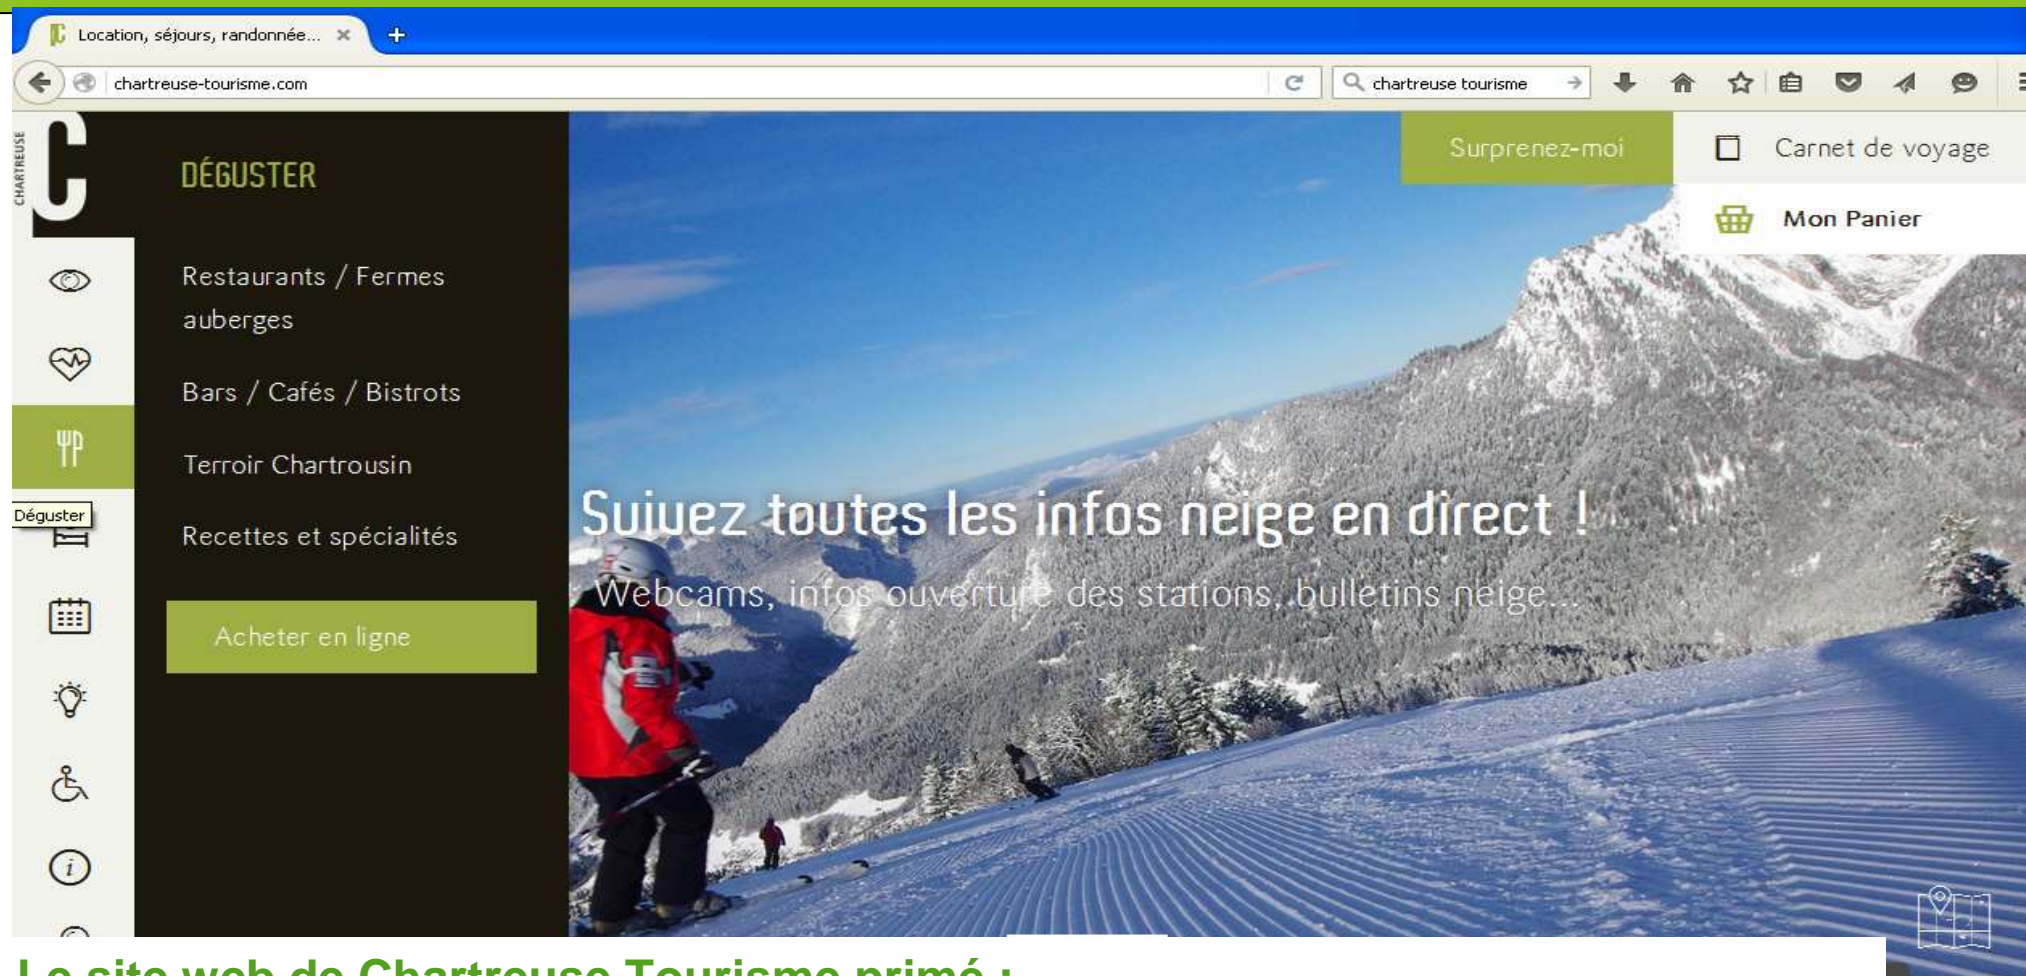 Location, séjours, randonnée...
chartreuse-tourisme.com
chartreuse tourisme
CHARTREUSE
C
DÉGUSTER
Restaurants / Fermes
auberges
Bars / Cafés / Bistrots
Terroir Chartrousin
Recettes et spécialités
Acheter en ligne
Déguster
Surprenez-moi
Carnet de voyage
Mon Panier
Suivez toutes les infos neige en direct !
Webcams, infos ouverture des stations, bulletins neige...
Le site web de Chartreuse Tourisme primé :